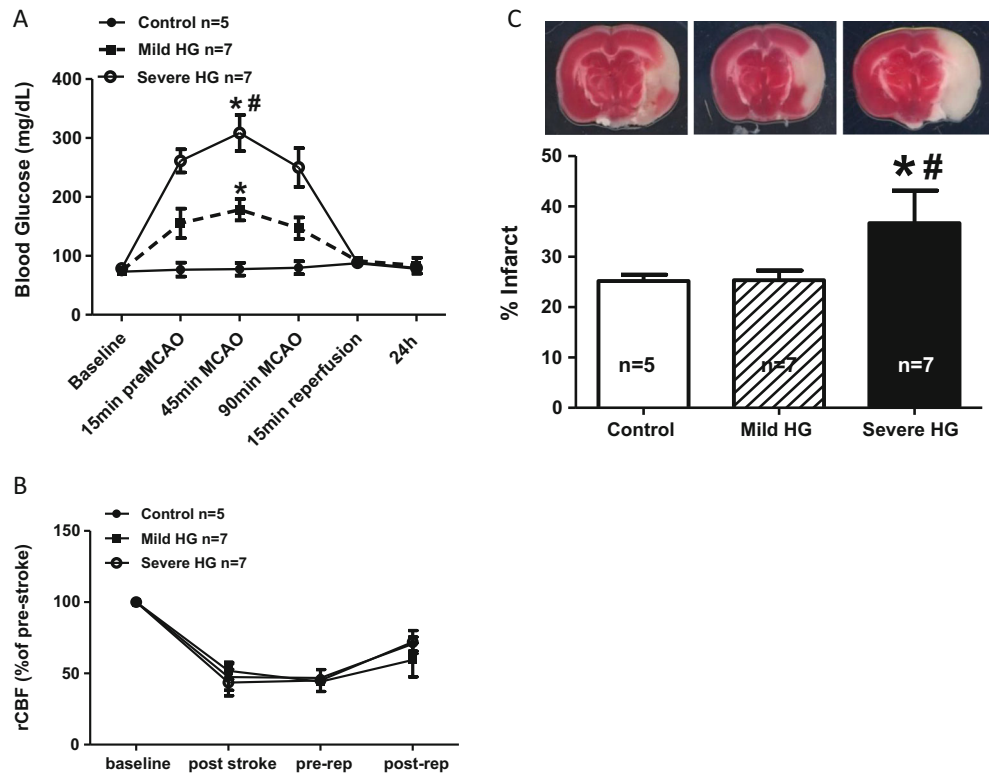 A
Control n=5
Mild HG n=7
Severe HG n=7
Blood Glucose (mg/dL)
400
300
200
100
0
* #
*
Baseline
15min preMCAO
45min MCAO
90min MCAO
15min reperfusion
24h
B
Control n=5
Mild HG n=7
Severe HG n=7
rCBF (%of pre-stroke)
150
100
50
0
baseline
post stroke
pre-rep
post-rep
C
% Infarct
50
40
30
20
10
0
* #
n=5
n=7
n=7
Control
Mild HG
Severe HG